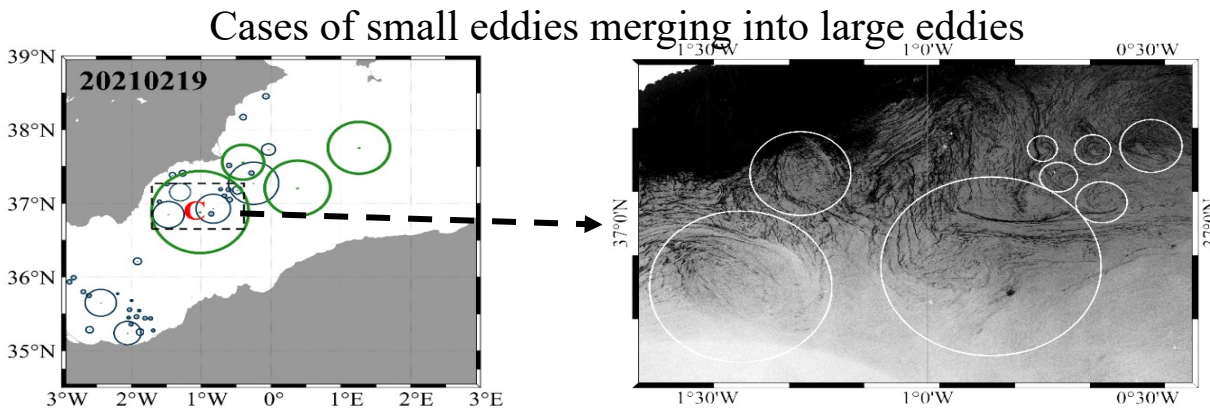 Cases of small eddies merging into large eddies
39°N
38°N
37°N
36°N
35°N
20210219
C
3°W
2°W
1°W
0°
1°E
2°E
3°E
1°30'W
1°0'W
0°30'W
37°0'N
37°0'N
1°30'W
1°0'W
0°30'W